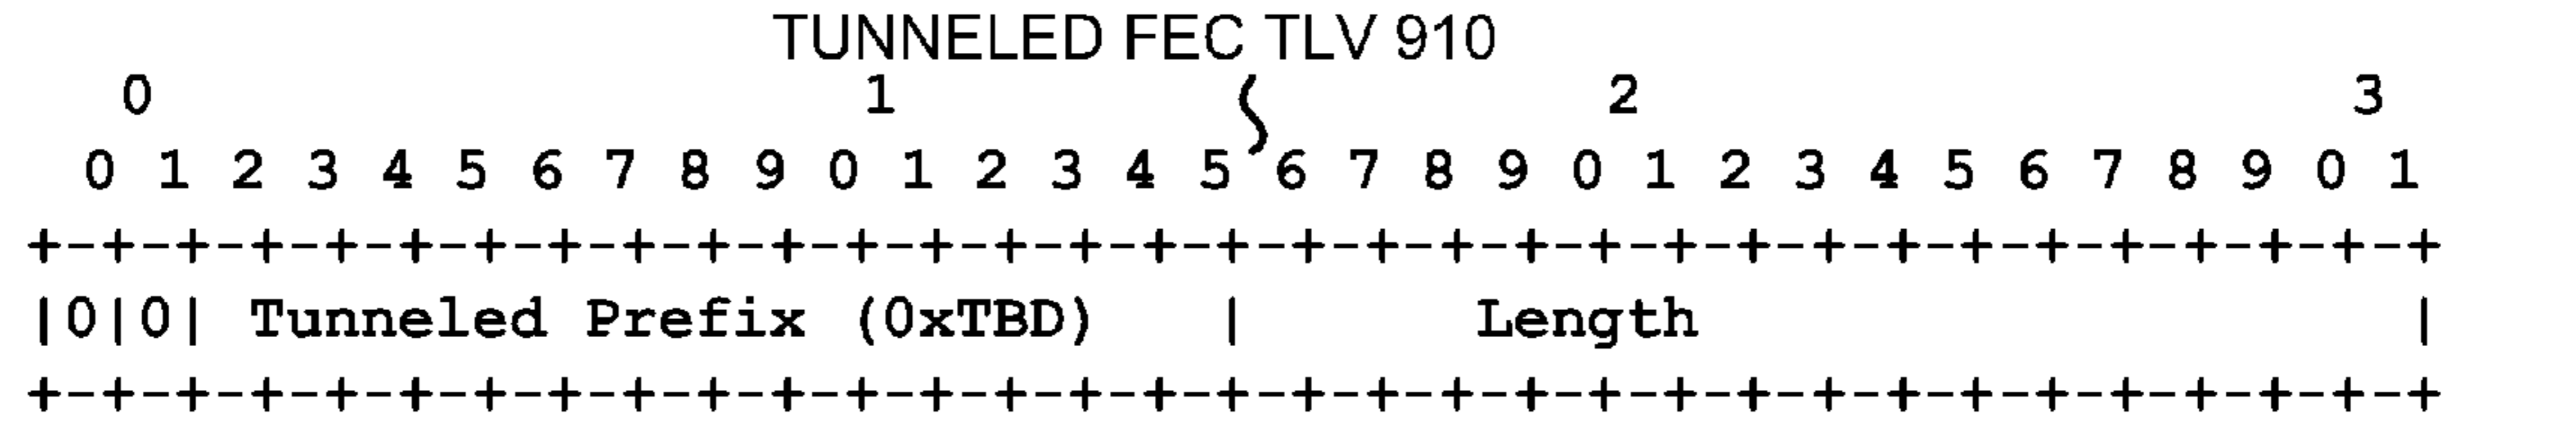 TUNNELED FEC TLV 910
0 1 2 3
0 1 2 3 4 5 6 7 8 9 0 1 2 3 4 5 6 7 8 9 0 1 2 3 4 5 6 7 8 9 0 1
+-+-+-+-+-+-+-+-+-+-+-+-+-+-+-+-+-+-+-+-+-+-+-+-+-+-+-+-+-+-+-+-+
|0|0| Tunneled Prefix (0xTBD) | Length |
+-+-+-+-+-+-+-+-+-+-+-+-+-+-+-+-+-+-+-+-+-+-+-+-+-+-+-+-+-+-+-+-+